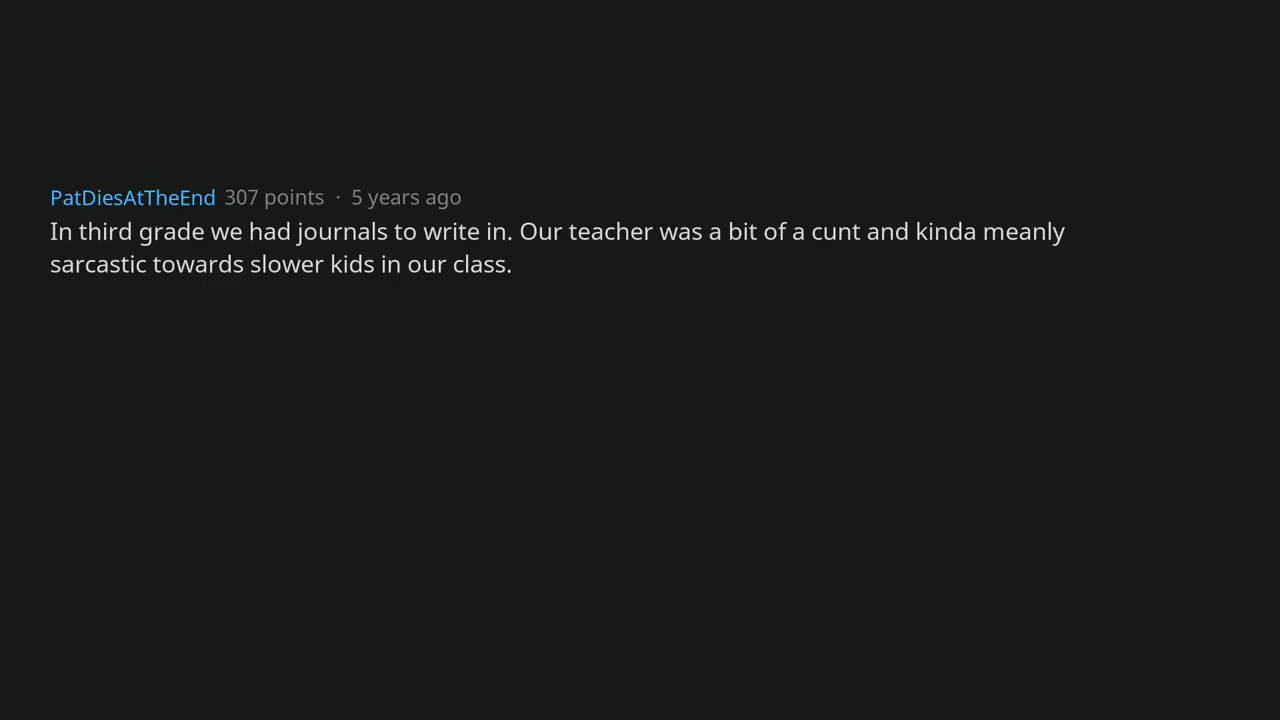 PatDiesAtTheEnd 307 points · 5 years ago
In third grade we had journals to write in. Our teacher was a bit of a cunt and kinda meanly
sarcastic towards slower kids in our class.